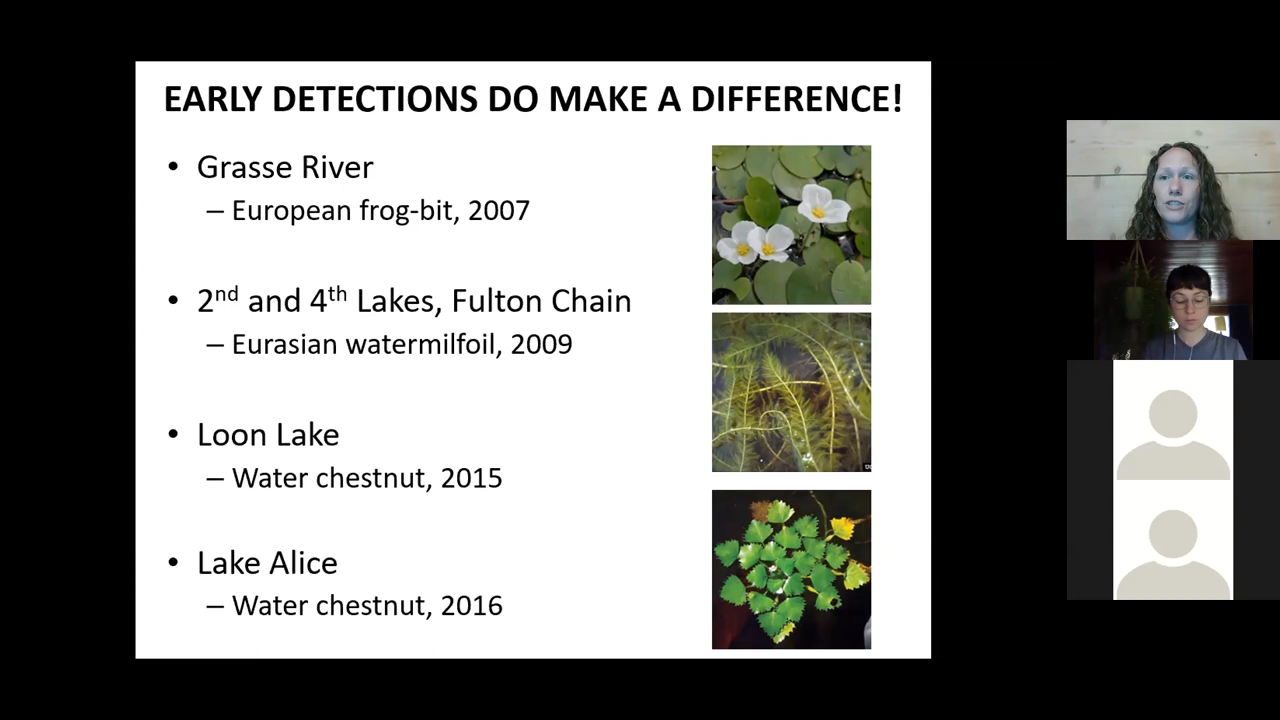 EARLY DETECTIONS DO MAKE A DIFFERENCE!
• Grasse River
– European frog-bit, 2007
• 2nd and 4th Lakes, Fulton Chain
– Eurasian watermilfoil, 2009
• Loon Lake
– Water chestnut, 2015
• Lake Alice
– Water chestnut, 2016